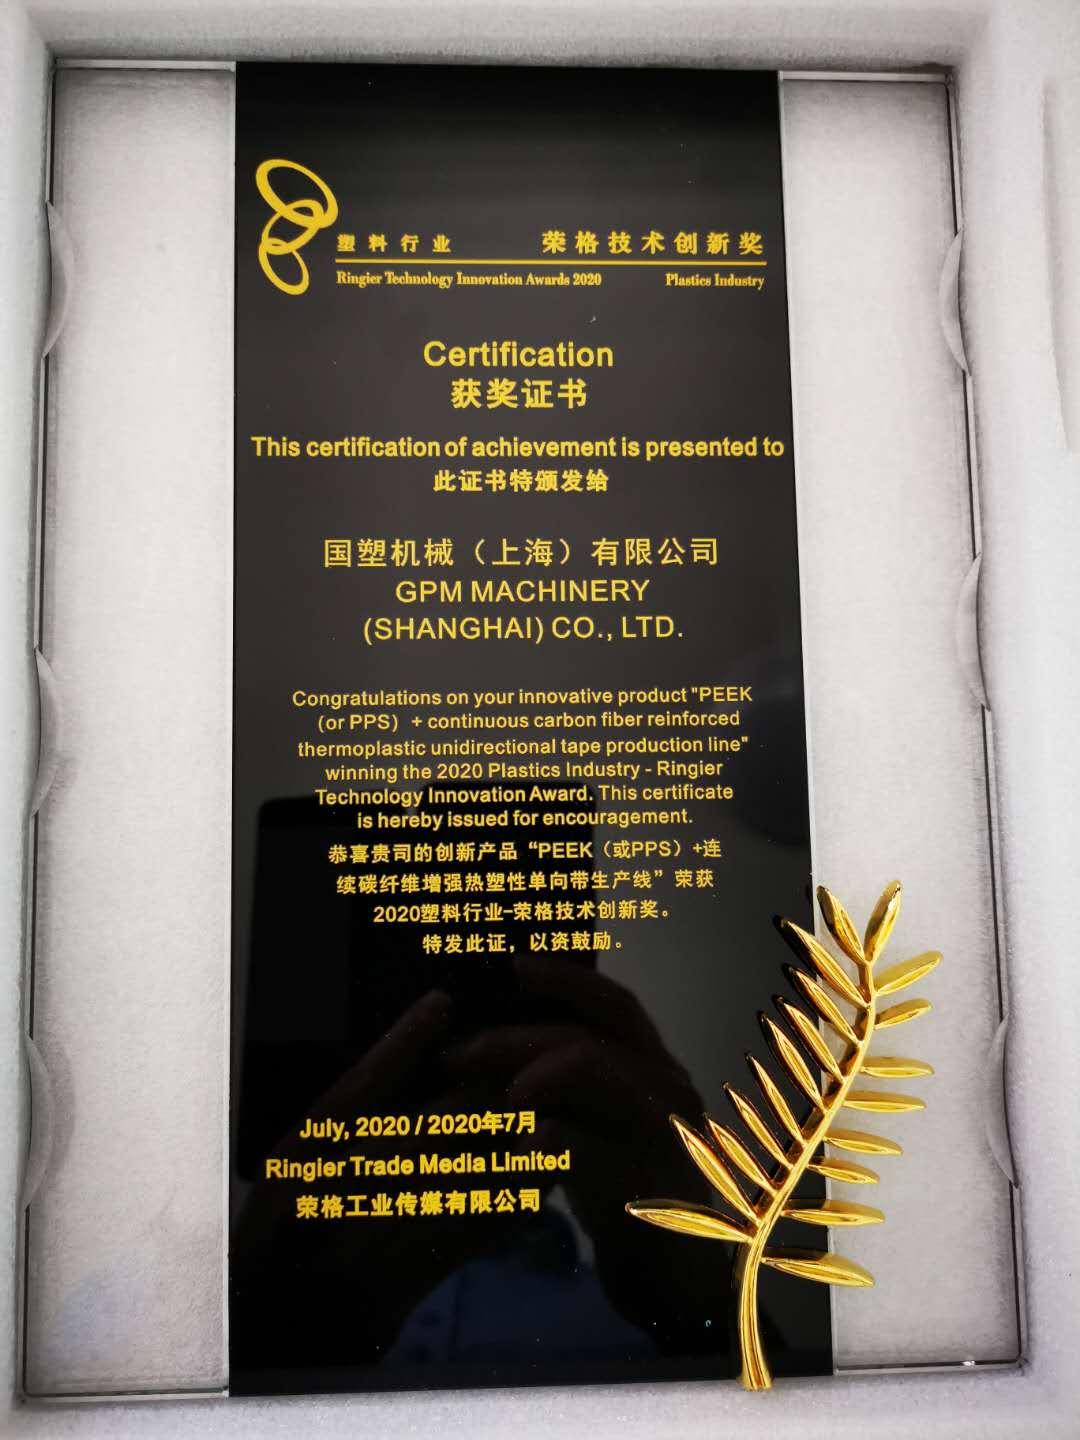 塑料行业 荣格技术创新奖
Ringier Technology Innovation Awards 2020 Plastics Industry
Certification
获奖证书
This certification of achievement is presented to
此证书特颁发给
国塑机械（上海）有限公司
GPM MACHINERY
(SHANGHAI) CO., LTD.
Congratulations on your innovative product "PEEK
(or PPS) + continuous carbon fiber reinforced
thermoplastic unidirectional tape production line"
winning the 2020 Plastics Industry - Ringier
Technology Innovation Award. This certificate
is hereby issued for encouragement.
恭喜贵司的创新产品“PEEK（或PPS）+连
续碳纤维增强热塑性单向带生产线”荣获
2020塑料行业-荣格技术创新奖。
特发此证，以资鼓励。
July, 2020 / 2020年7月
Ringier Trade Media Limited
荣格工业传媒有限公司